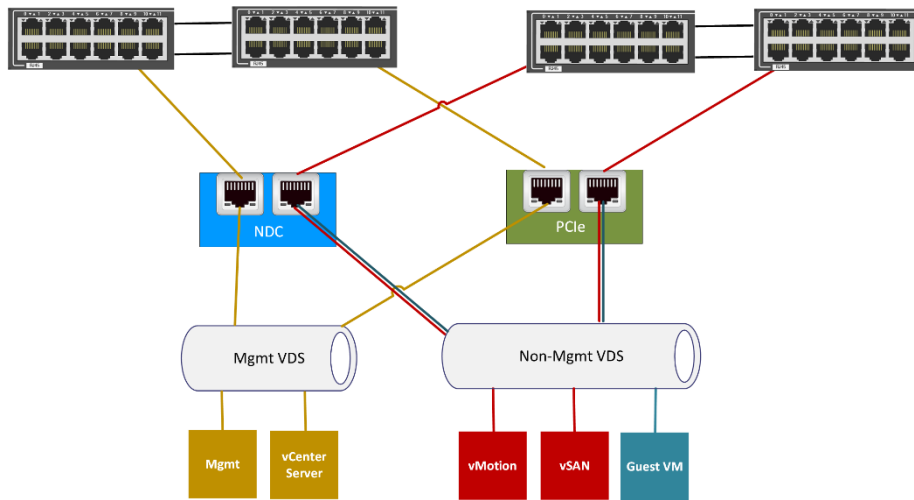 NDC
PCIe
Mgmt VDS
Non-Mgmt VDS
Mgmt
vCenter
Server
vMotion
vSAN
Guest VM